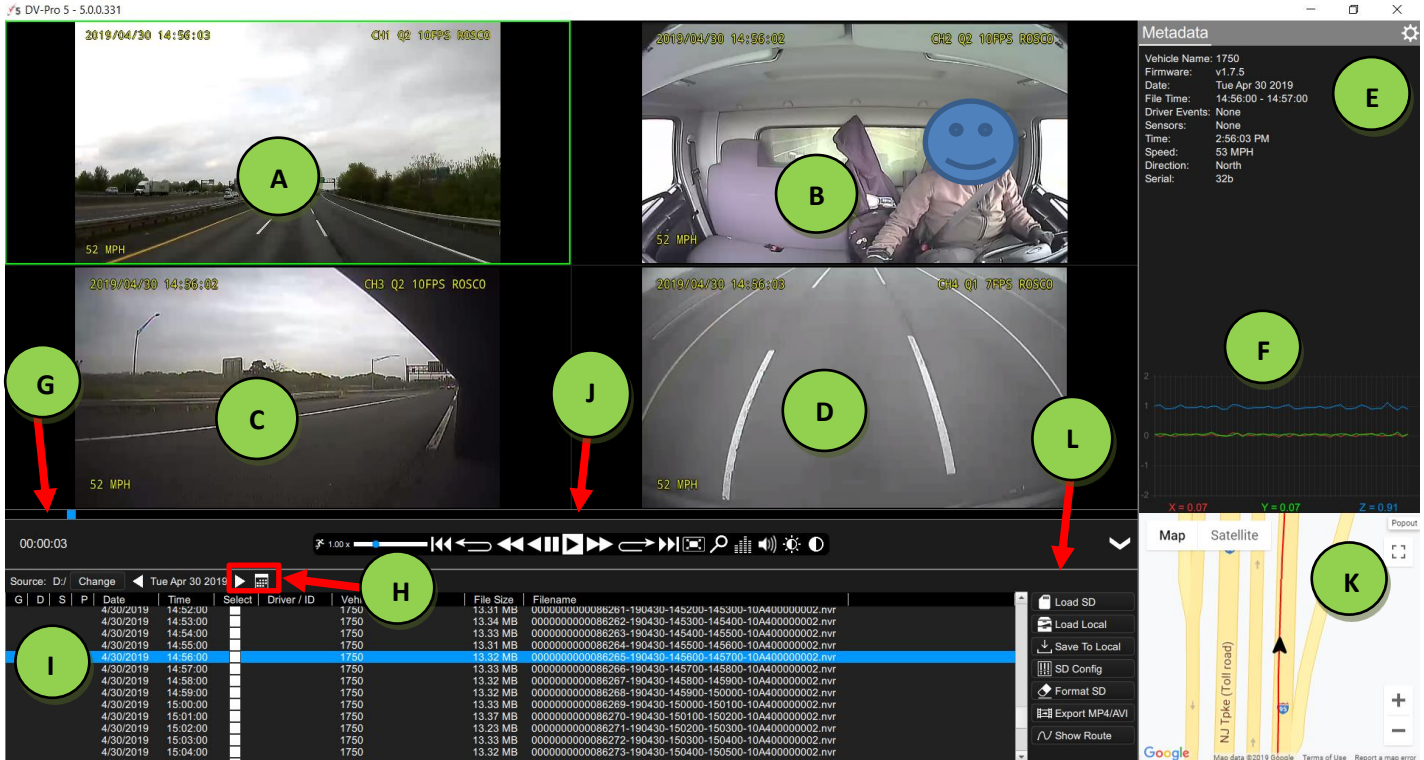 DV-Pro 5 - 5.0.0.331
2019/04/30 14:56:03 CH1 Q2 10FPS ROSCO
A
52 MPH
2019/04/30 14:56:02 CH2 Q2 10FPS ROSCO
B
52 MPH
2019/04/30 14:56:02 CH3 Q2 10FPS ROSCO
C
52 MPH
2019/04/30 14:56:03 CH4 Q1 7FPS ROSCO
D
52 MPH
G
J
L
Metadata
Vehicle Name: 1750
Firmware: v1.7.5
Date: Tue Apr 30 2019
File Time: 14:56:00 - 14:57:00
Driver Events: None
Sensors: None
Time: 2:56:03 PM
Speed: 53 MPH
Direction: North
Serial: 32b
E
F
2
1
0
-1
-2
X = 0.07 Y = 0.07 Z = 0.91
00:00:03
1.00 x
H
Source: D:/ Change Tue Apr 30 2019
G D S P Date Time Select Driver / ID Vehi File Size Filename
4/30/2019 14:52:00 1750 13.31 MB 0000000000086261-190430-145200-145300-10A400000002.nvr
4/30/2019 14:53:00 1750 13.34 MB 0000000000086262-190430-145300-145400-10A400000002.nvr
4/30/2019 14:54:00 1750 13.33 MB 0000000000086263-190430-145400-145500-10A400000002.nvr
4/30/2019 14:55:00 1750 13.31 MB 0000000000086264-190430-145500-145600-10A400000002.nvr
4/30/2019 14:56:00 1750 13.32 MB 0000000000086265-190430-145600-145700-10A400000002.nvr
4/30/2019 14:57:00 1750 13.33 MB 0000000000086266-190430-145700-145800-10A400000002.nvr
4/30/2019 14:58:00 1750 13.32 MB 0000000000086267-190430-145800-145900-10A400000002.nvr
4/30/2019 14:59:00 1750 13.32 MB 0000000000086268-190430-145900-150000-10A400000002.nvr
4/30/2019 15:00:00 1750 13.33 MB 0000000000086269-190430-150000-150100-10A400000002.nvr
4/30/2019 15:01:00 1750 13.37 MB 0000000000086270-190430-150100-150200-10A400000002.nvr
4/30/2019 15:02:00 1750 13.23 MB 0000000000086271-190430-150200-150300-10A400000002.nvr
4/30/2019 15:03:00 1750 13.33 MB 0000000000086272-190430-150300-150400-10A400000002.nvr
4/30/2019 15:04:00 1750 13.32 MB 0000000000086273-190430-150400-150500-10A400000002.nvr
I
Load SD
Load Local
Save To Local
SD Config
Format SD
Export MP4/AVI
Show Route
Popout
Map Satellite
K
NJ Tpke (Toll road)
95
Google
Map data ©2019 Google Terms of Use Report a map error